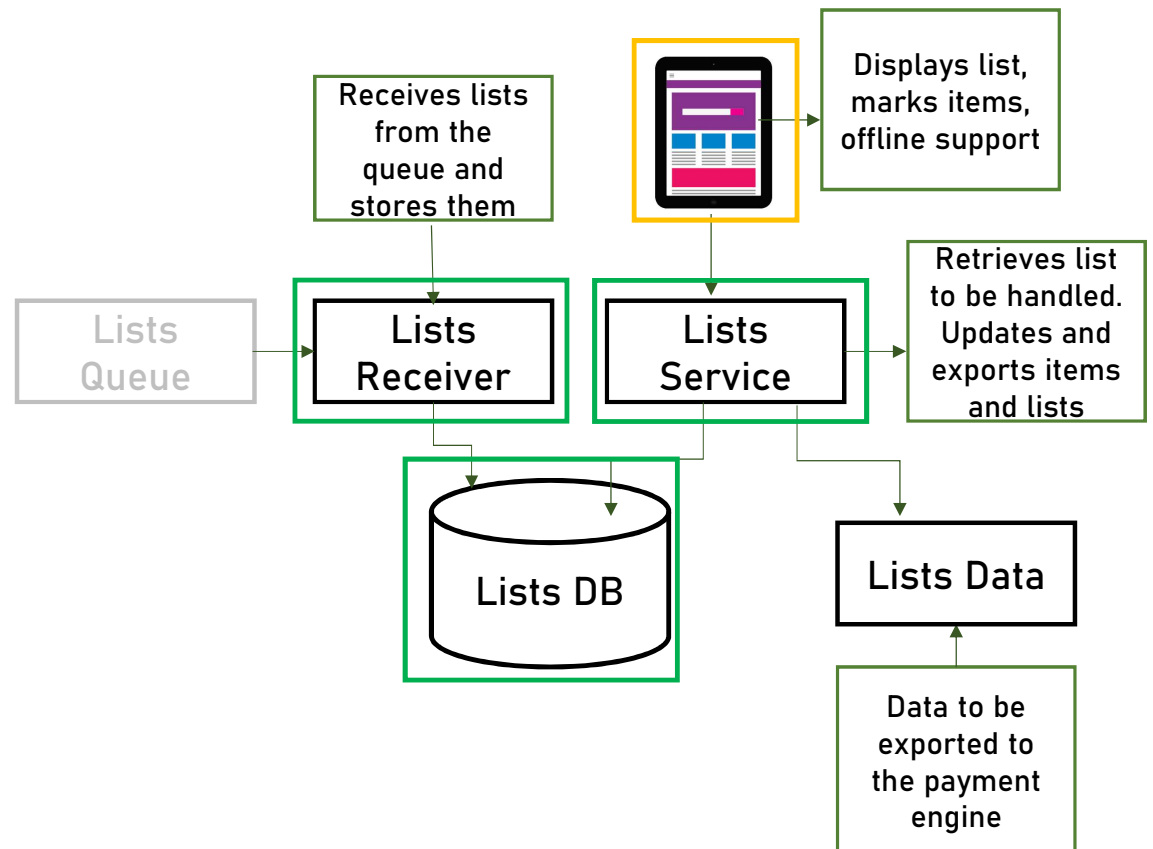 Displays list,
marks items,
offline support
Receives lists
from the
queue and
stores them
Retrieves list
to be handled.
Updates and
exports items
and lists
Lists
Queue
Lists
Receiver
Lists
Service
Lists DB
Lists Data
Data to be
exported to
the payment
engine